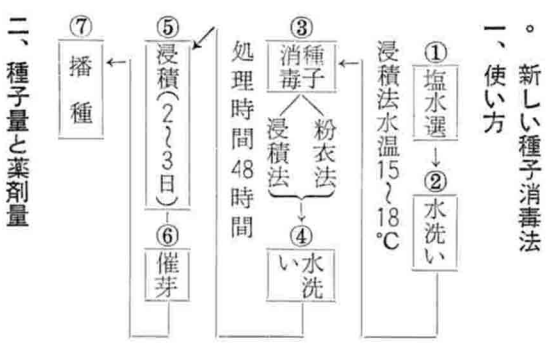 。新しい種子消毒法
一、使い方
①塩水選→②水洗い
浸積法水温15~18℃
③種子消毒
粉衣法
浸積法
→④水洗い
処理時間48時間
⑤浸積(2~3日)
⑥催芽
⑦播種
二、種子量と薬剤量